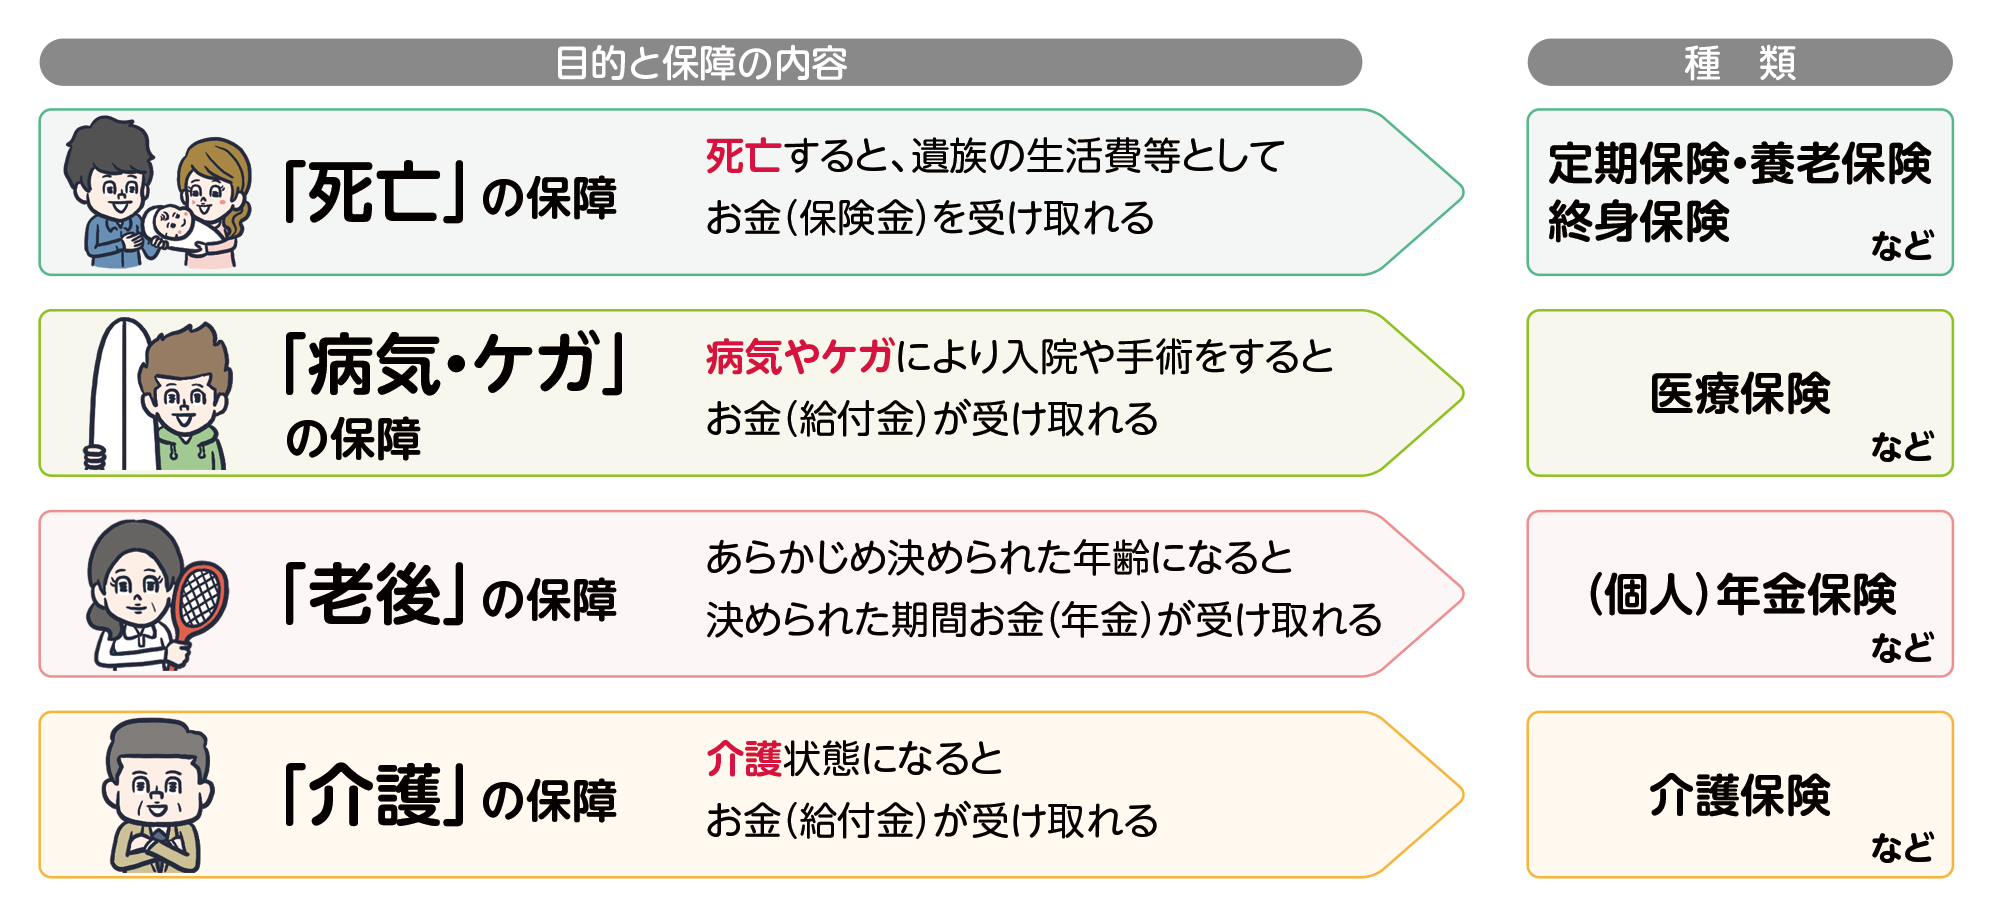 目的と保障の内容
種　類
「死亡」の保障
死亡すると、遺族の生活費等として
お金(保険金)を受け取れる
定期保険・養老保険
終身保険
など
「病気・ケガ」
の保障
病気やケガにより入院や手術をすると
お金(給付金)が受け取れる
医療保険
など
「老後」の保障
あらかじめ決められた年齢になると
決められた期間お金(年金)が受け取れる
(個人)年金保険
など
「介護」の保障
介護状態になると
お金(給付金)が受け取れる
介護保険
など